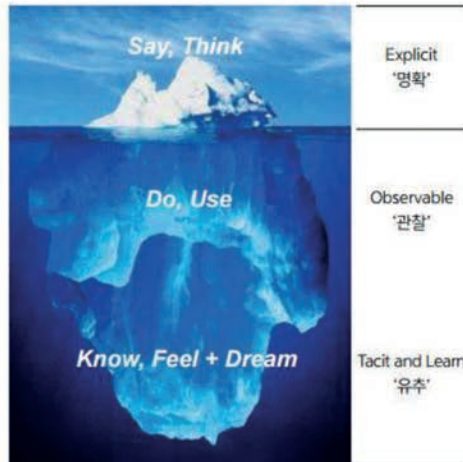 Say, Think
Explicit
'명확'
Do, Use
Observable
'관찰'
Know, Feel + Dream
Tacit and Learn
'유추'